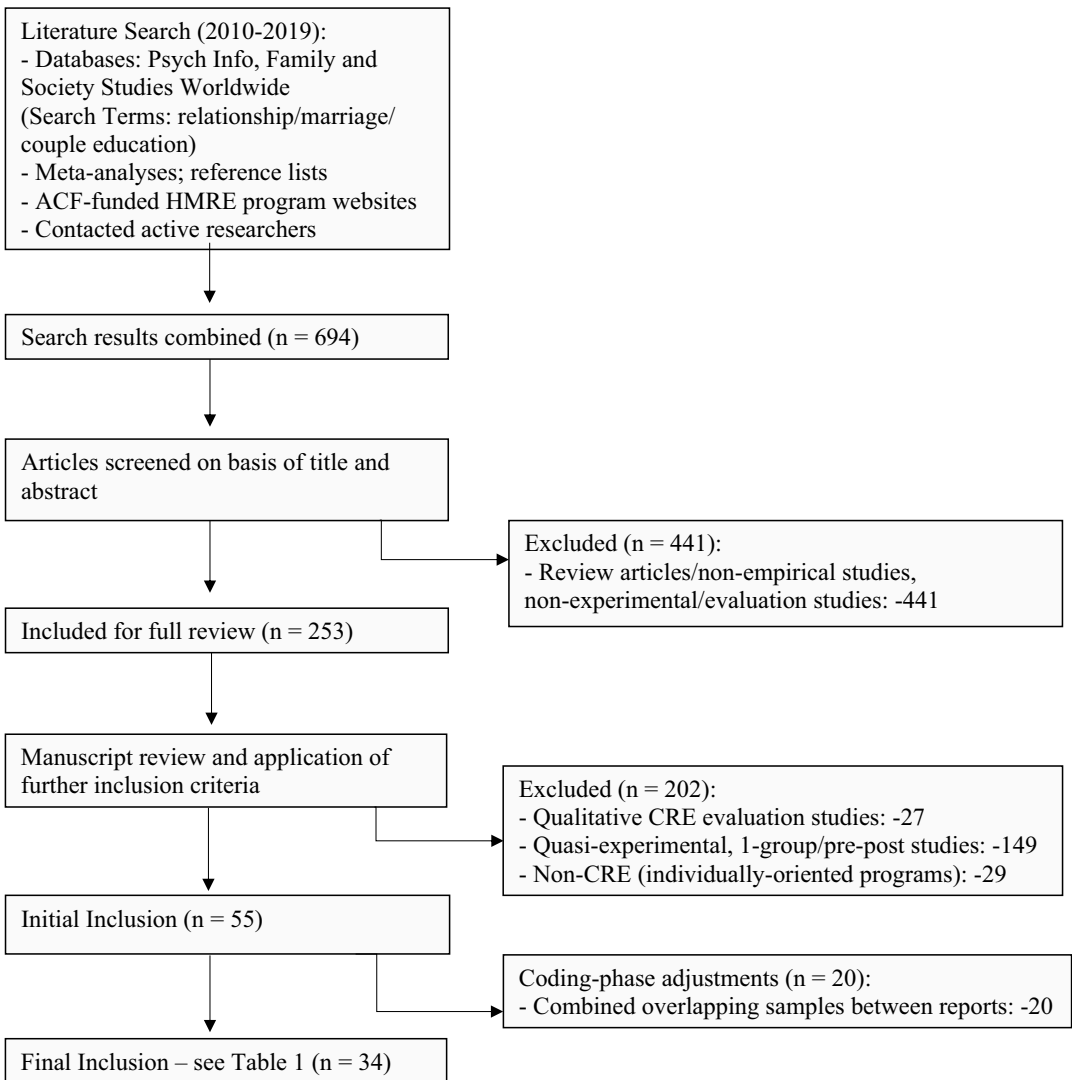 Literature Search (2010-2019):
- Databases: Psych Info, Family and
Society Studies Worldwide
(Search Terms: relationship/marriage/
couple education)
- Meta-analyses; reference lists
- ACF-funded HMRE program websites
- Contacted active researchers
Search results combined (n = 694)
Articles screened on basis of title and
abstract
Excluded (n = 441):
- Review articles/non-empirical studies,
non-experimental/evaluation studies: -441
Included for full review (n = 253)
Manuscript review and application of
further inclusion criteria
Excluded (n = 202):
- Qualitative CRE evaluation studies: -27
- Quasi-experimental, 1-group/pre-post studies: -149
- Non-CRE (individually-oriented programs): -29
Initial Inclusion (n = 55)
Coding-phase adjustments (n = 20):
- Combined overlapping samples between reports: -20
Final Inclusion – see Table 1 (n = 34)